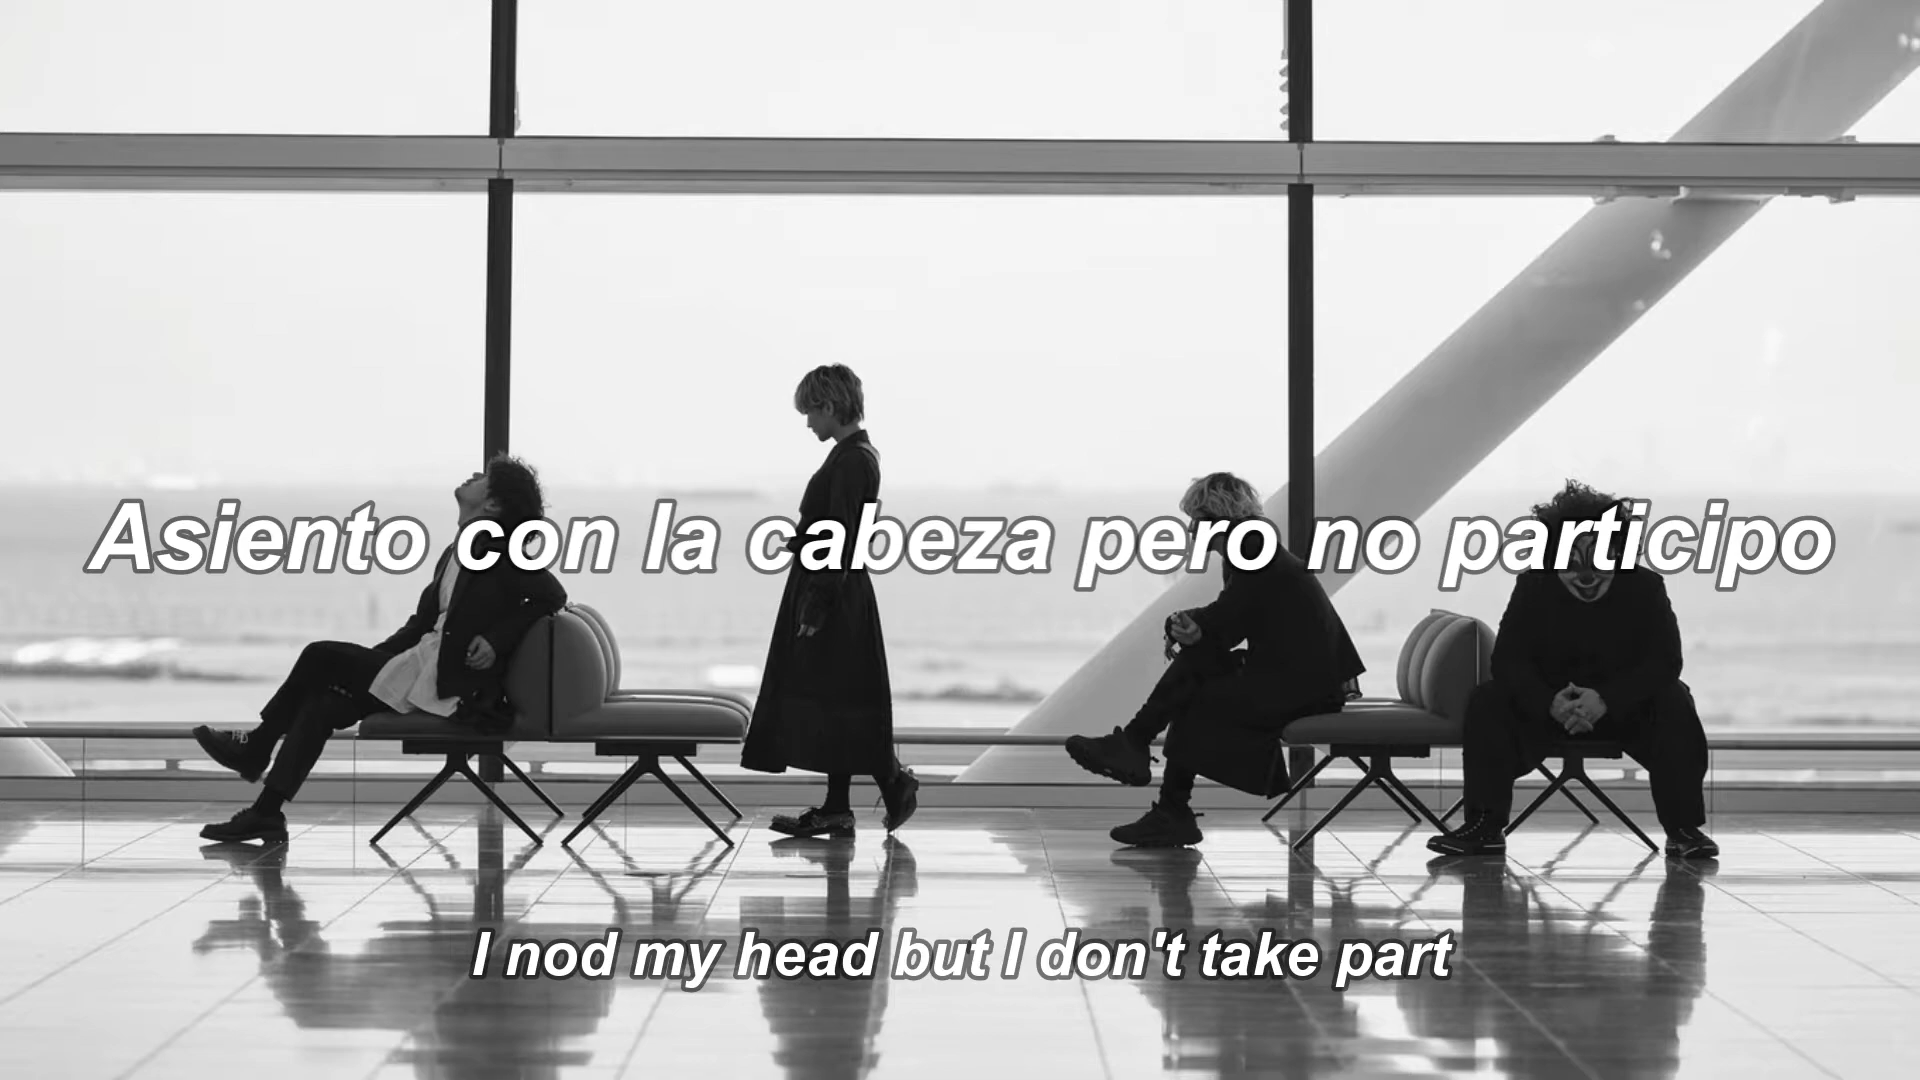 Asiento con la cabeza pero no participo
I nod my head but I don't take part